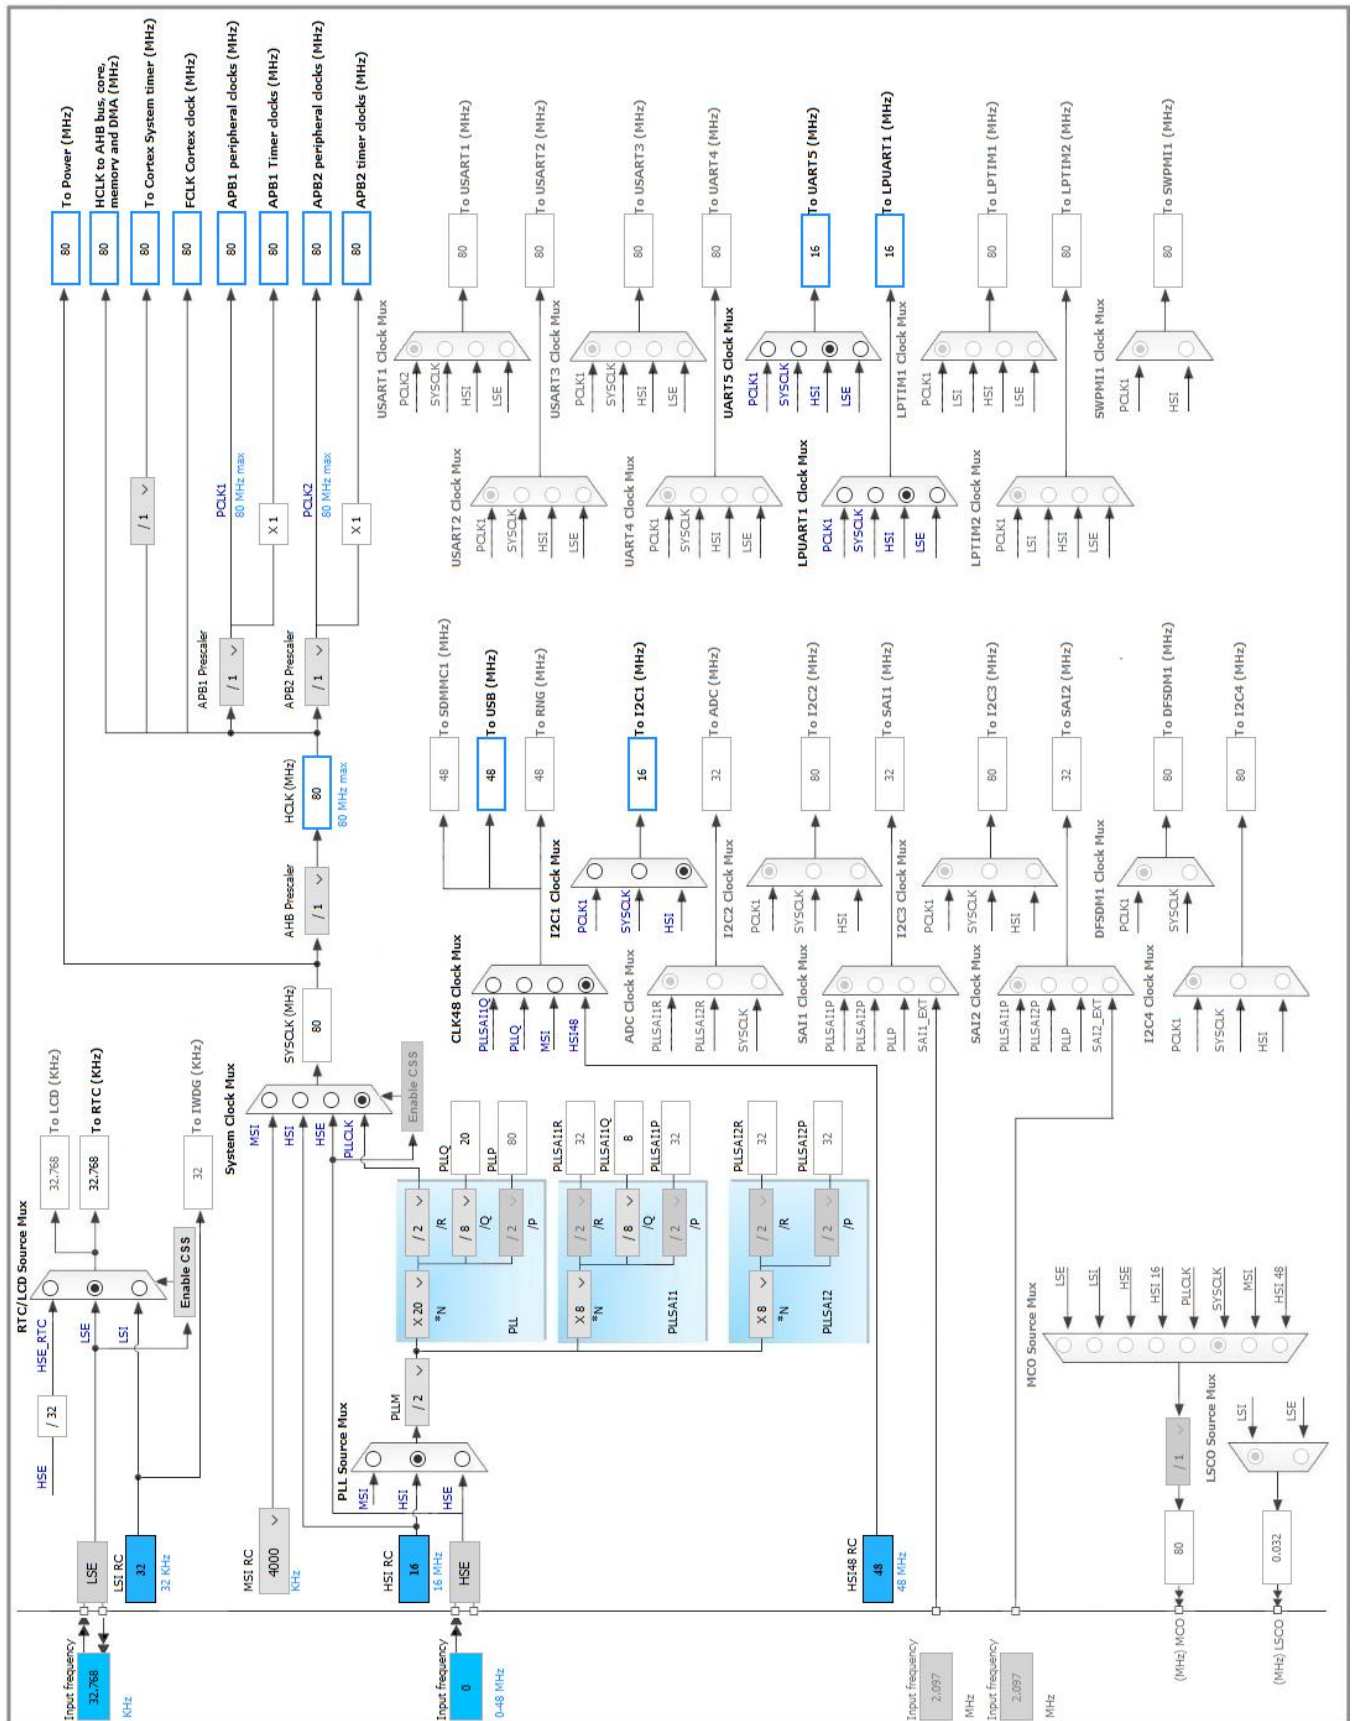 Input frequency
32.768
KHz
LSE
LSI RC
32
32 KHz
HSE
/ 32
HSE_RTC
LSE
LSI
RTC/LCD Source Mux
Enable CSS
32.768
To LCD (KHz)
32.768
To RTC (KHz)
32
To IWDG (KHz)
MSI RC
4000
KHz
HSI RC
16
16 MHz
Input frequency
0
0-48 MHz
HSE
PLL Source Mux
MSI
HSI
HSE
PLLM
/ 2
X 20
*N
PLL
/ 2
/R
/ 8
/Q
/ 2
/P
PLLQ
20
PLLP
80
X 8
*N
PLLSAI1
/ 2
/R
/ 8
/Q
/ 2
/P
PLLSAI1R
32
PLLSAI1Q
8
PLLSAI1P
32
X 8
*N
PLLSAI2
/ 2
/R
/ 2
/P
PLLSAI2R
32
PLLSAI2P
32
System Clock Mux
MSI
HSI
HSE
PLLCLK
Enable CSS
SYSCLK (MHz)
80
AHB Prescaler
/ 1
HCLK (MHz)
80
80 MHz max
APB1 Prescaler
/ 1
PCLK1
80 MHz max
X 1
APB2 Prescaler
/ 1
PCLK2
80 MHz max
X 1
/ 1
80
To Power (MHz)
80
HCLK to AHB bus, core,
memory and DMA (MHz)
80
To Cortex System timer (MHz)
80
FCLK Cortex clock (MHz)
80
APB1 peripheral clocks (MHz)
80
APB1 Timer clocks (MHz)
80
APB2 peripheral clocks (MHz)
80
APB2 timer clocks (MHz)
HSI48 RC
48
48 MHz
CLK48 Clock Mux
PLLSAI1Q
PLLQ
MSI
HSI48
48
To SDMMC1 (MHz)
48
To USB (MHz)
48
To RNG (MHz)
I2C1 Clock Mux
PCLK1
SYSCLK
HSI
16
To I2C1 (MHz)
ADC Clock Mux
PLLSAI1R
PLLSAI2R
SYSCLK
32
To ADC (MHz)
I2C2 Clock Mux
PCLK1
SYSCLK
HSI
80
To I2C2 (MHz)
SAI1 Clock Mux
PLLSAI1P
PLLSAI2P
PLLP
SAI1_EXT
32
To SAI1 (MHz)
I2C3 Clock Mux
PCLK1
SYSCLK
HSI
80
To I2C3 (MHz)
SAI2 Clock Mux
PLLSAI1P
PLLSAI2P
PLLP
SAI2_EXT
32
To SAI2 (MHz)
DFSDM1 Clock Mux
PCLK1
SYSCLK
80
To DFSDM1 (MHz)
I2C4 Clock Mux
PCLK1
SYSCLK
HSI
80
To I2C4 (MHz)
USART1 Clock Mux
PCLK2
SYSCLK
HSI
LSE
80
To USART1 (MHz)
USART2 Clock Mux
PCLK1
SYSCLK
HSI
LSE
80
To USART2 (MHz)
USART3 Clock Mux
PCLK1
SYSCLK
HSI
LSE
80
To USART3 (MHz)
UART4 Clock Mux
PCLK1
SYSCLK
HSI
LSE
80
To UART4 (MHz)
UART5 Clock Mux
PCLK1
SYSCLK
HSI
LSE
16
To UART5 (MHz)
LPUART1 Clock Mux
PCLK1
SYSCLK
HSI
LSE
16
To LPUART1 (MHz)
LPTIM1 Clock Mux
PCLK1
LSI
HSI
LSE
80
To LPTIM1 (MHz)
LPTIM2 Clock Mux
PCLK1
LSI
HSI
LSE
80
To LPTIM2 (MHz)
SWPMI1 Clock Mux
PCLK1
HSI
80
To SWPMI1 (MHz)
Input frequency
2.097
MHz
Input frequency
2.097
MHz
MCO Source Mux
LSE
LSI
HSE
HSI 16
PLLCLK
SYSCLK
MSI
HSI 48
/ 1
80
(MHz) MCO
LSCO Source Mux
LSI
LSE
0.032
(MHz) LSCO